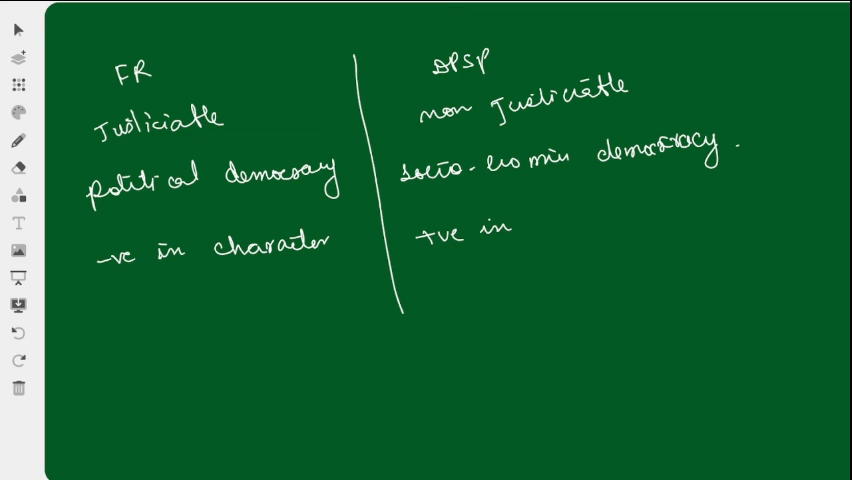 FR
Justiciable
political democracy
-ve in character
DPSP
non justiciable
socio-economic democracy.
+ve in
T